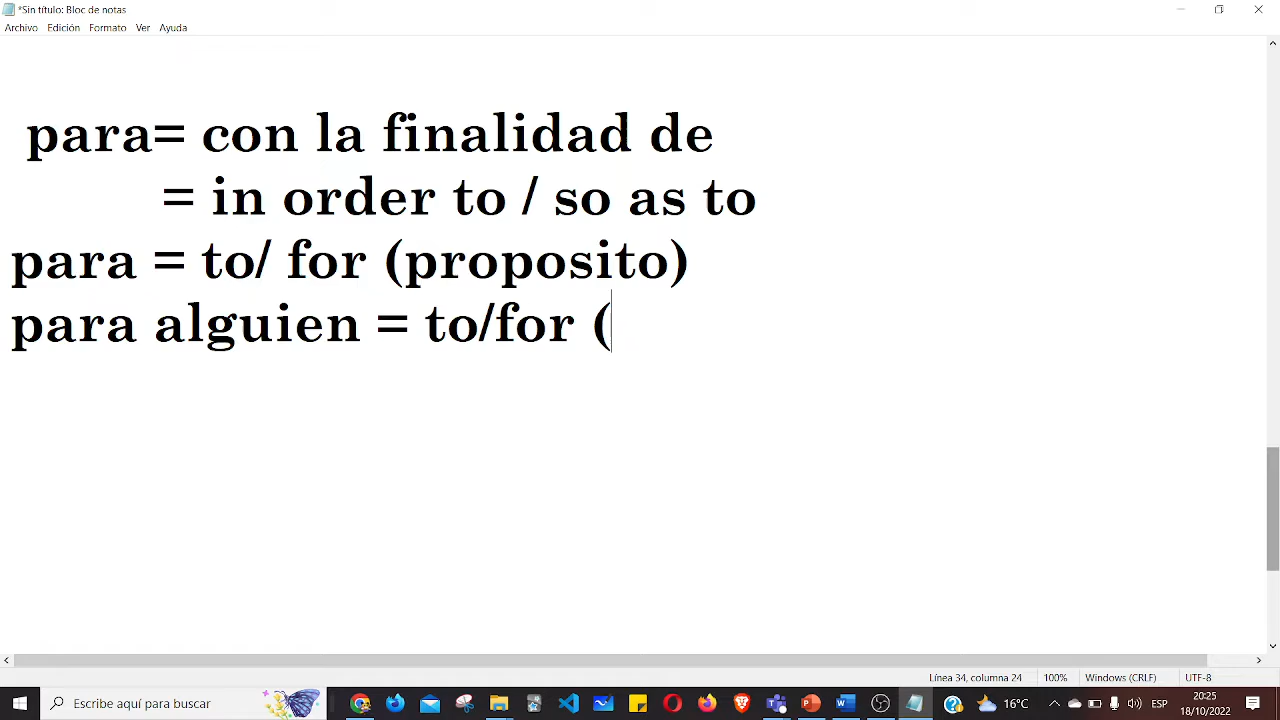 *Sin título: Bloc de notas
Archivo Edición Formato Ver Ayuda
para= con la finalidad de
= in order to / so as to
para = to/ for (proposito)
para alguien = to/for (
Línea 34, columna 24 100% Windows (CRLF) UTF-8
Escribe aquí para buscar 16°C ESP 20:25
18/10/2022